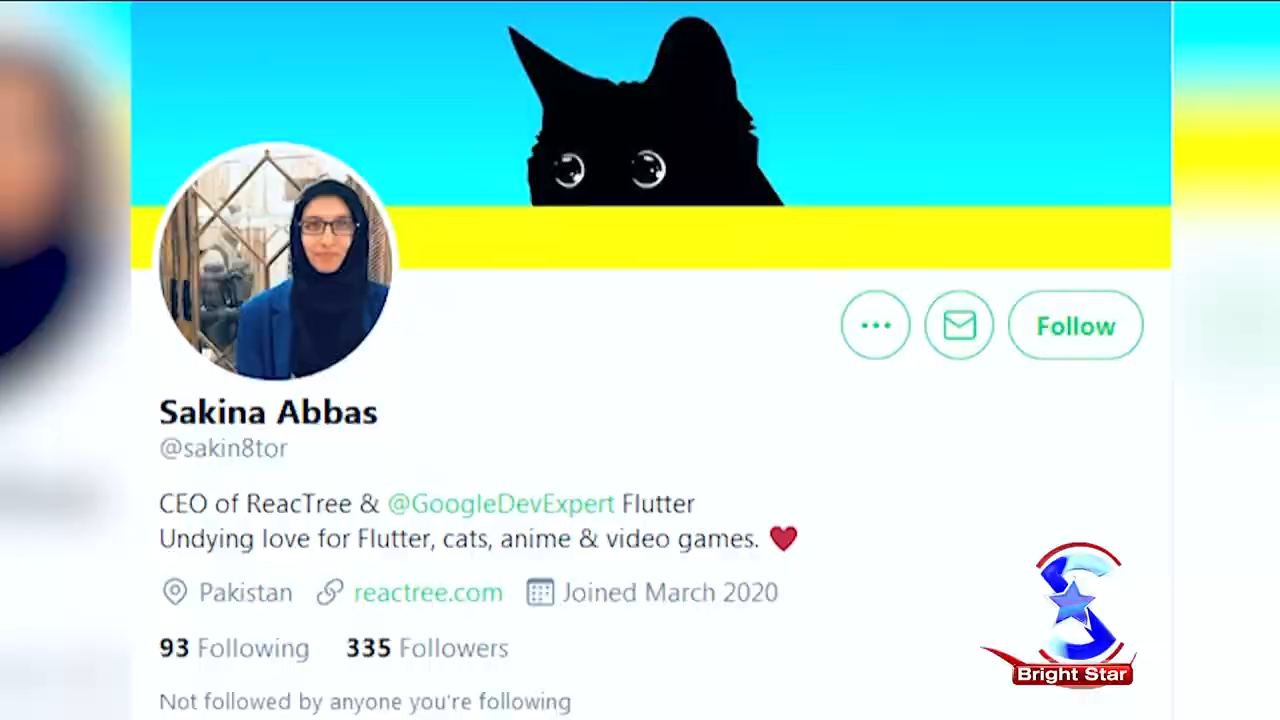 Follow
Sakina Abbas
@sakin8tor
CEO of ReacTree & @GoogleDevExpert Flutter
Undying love for Flutter, cats, anime & video games. ❤️
Pakistan reactree.com Joined March 2020
93 Following 335 Followers
Not followed by anyone you're following
Bright Star